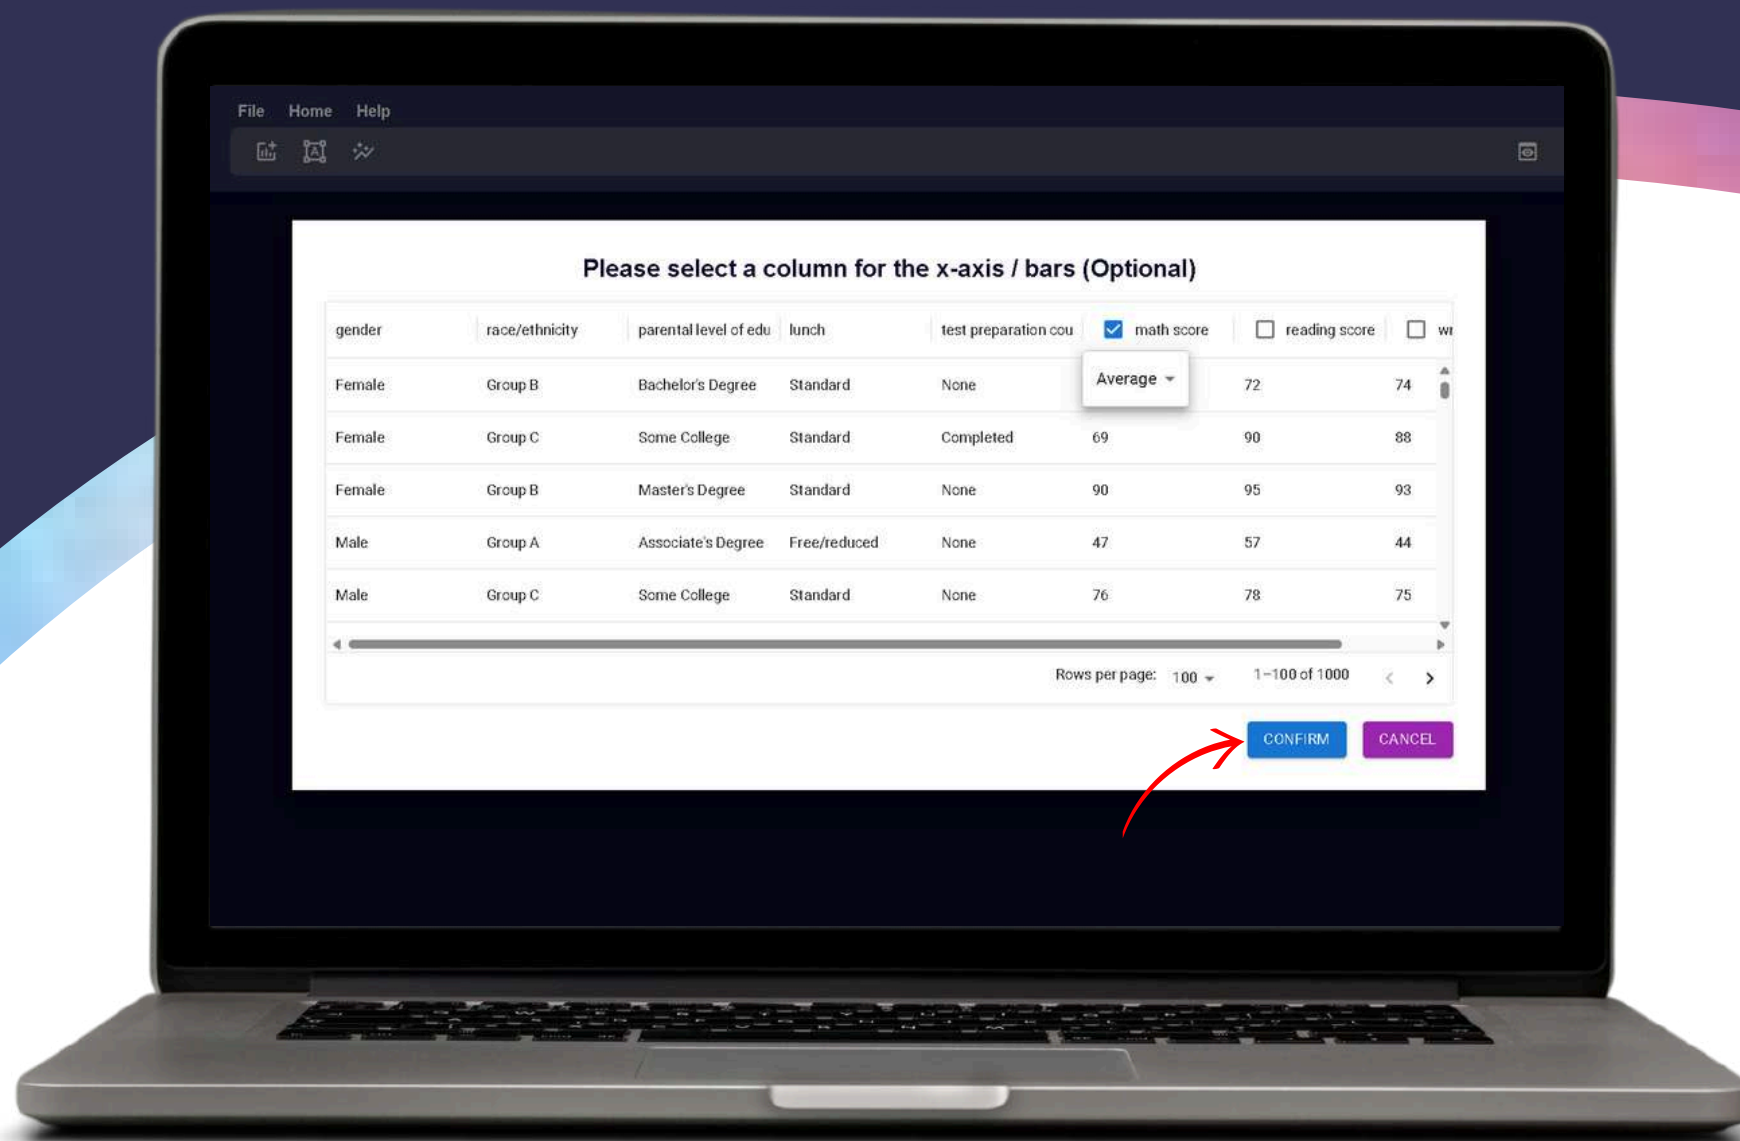 File Home Help
Please select a column for the x-axis / bars (Optional)
gender race/ethnicity parental level of edu lunch test preparation cou math score reading score wr
Female Group B Bachelor's Degree Standard None Average 72 74
Female Group C Some College Standard Completed 69 90 88
Female Group B Master's Degree Standard None 90 95 93
Male Group A Associate's Degree Free/reduced None 47 57 44
Male Group C Some College Standard None 76 78 75
Rows per page: 100 1–100 of 1000
CONFIRM CANCEL